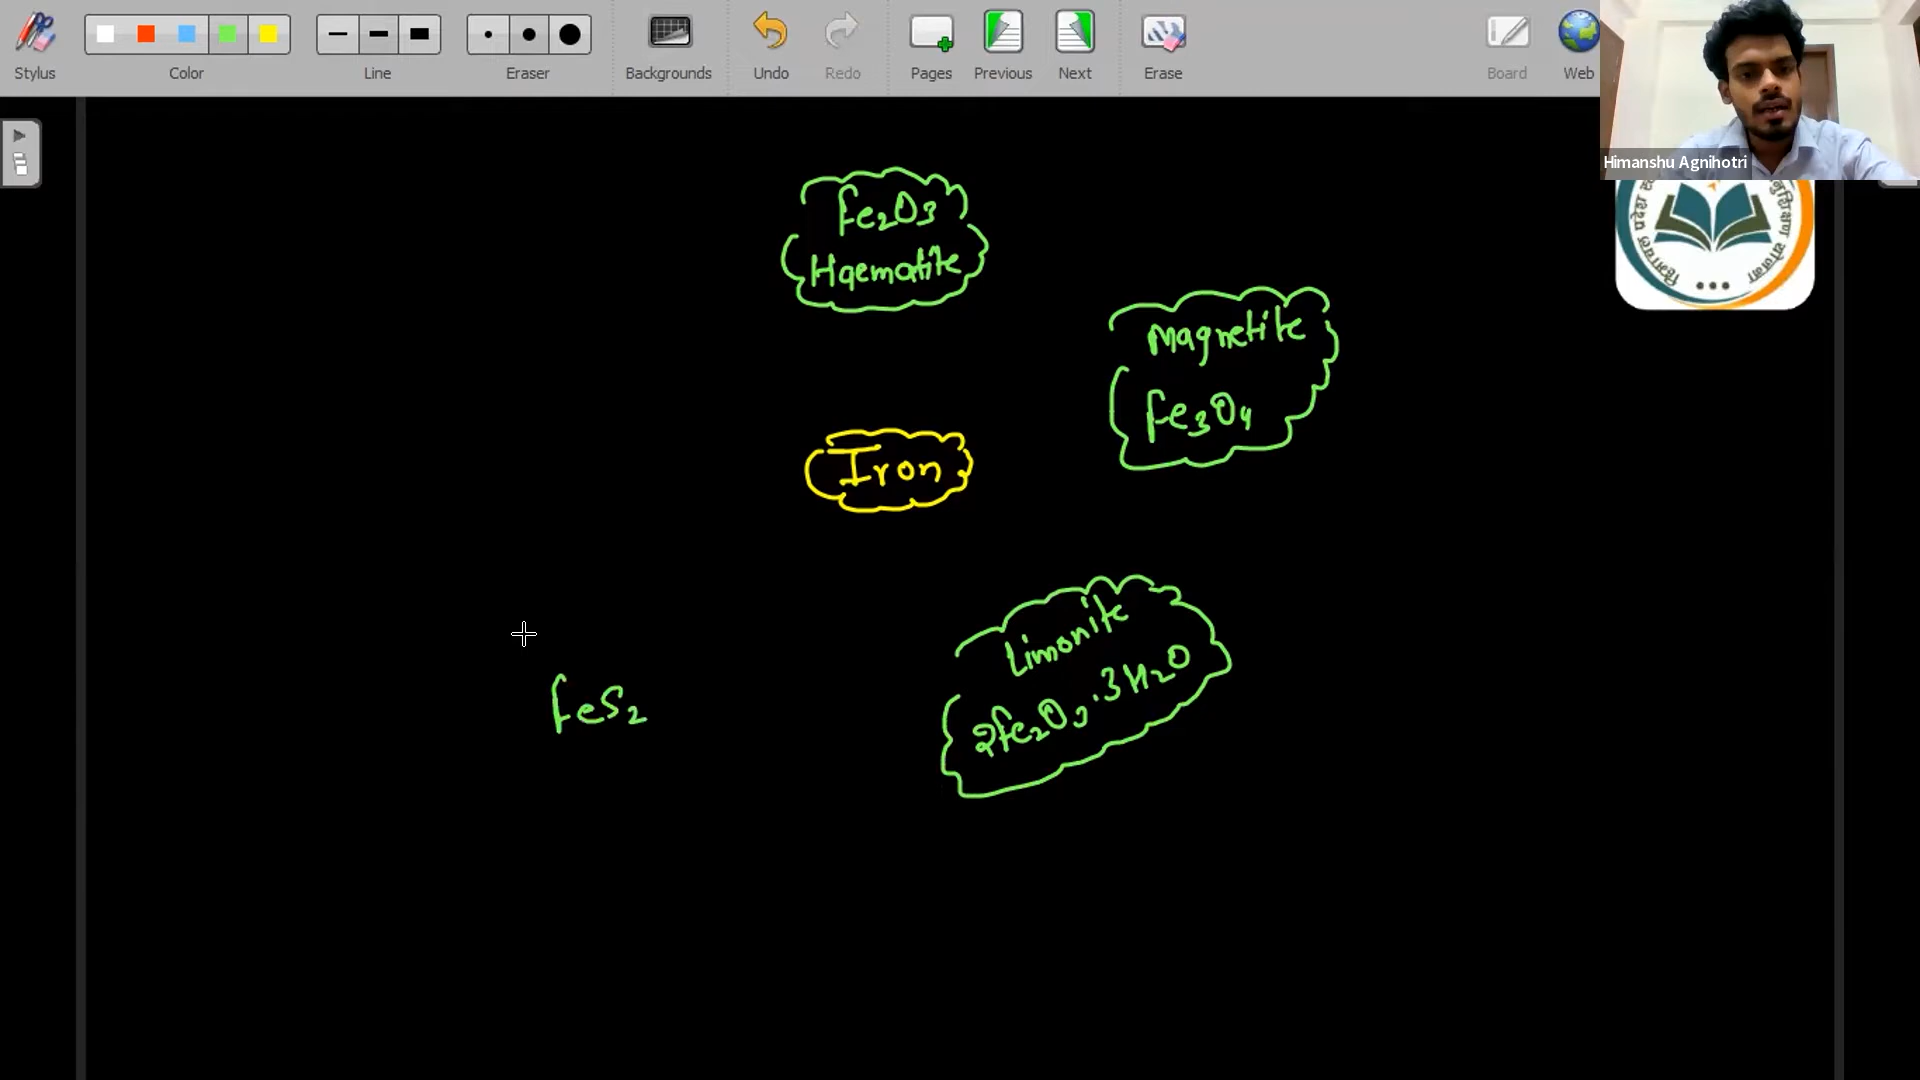 Stylus
Color
Line
Eraser
Backgrounds
Undo
Redo
Pages
Previous
Next
Erase
Board
Web
Himanshu Agnihotri
Fe2O3
Haematite
Magnetite
Fe3O4
Iron
Limonite
2Fe2O3.3H2O
FeS2